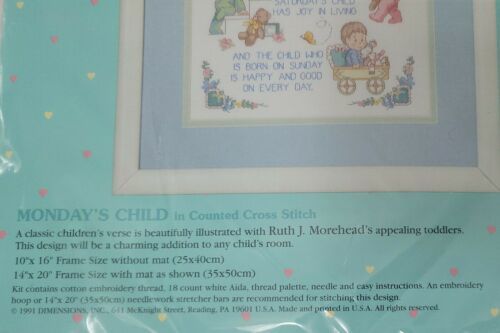 SATURDAY'S CHILD
HAS JOY IN LIVING
AND THE CHILD WHO
IS BORN ON SUNDAY
IS HAPPY AND GOOD
ON EVERY DAY.
MONDAY'S CHILD in Counted Cross Stitch
A classic children's verse is beautifully illustrated with Ruth J. Morehead's appealing toddlers.
This design will be a charming addition to any child's room.
10"x 16" Frame Size without mat (25x40cm)
14"x 20" Frame Size with mat as shown (35x50cm)
Kit contains cotton embroidery thread, 18 count white Aida, thread palette, needle and easy instructions. An embroidery
hoop or 14"x 20" (35x50cm) needlework stretcher bars are recommended for stitching this design.
© 1991 DIMENSIONS, INC., 641 McKnight Street, Reading, PA 19601 U.S.A. Made and printed in U.S.A. All rights reserved.